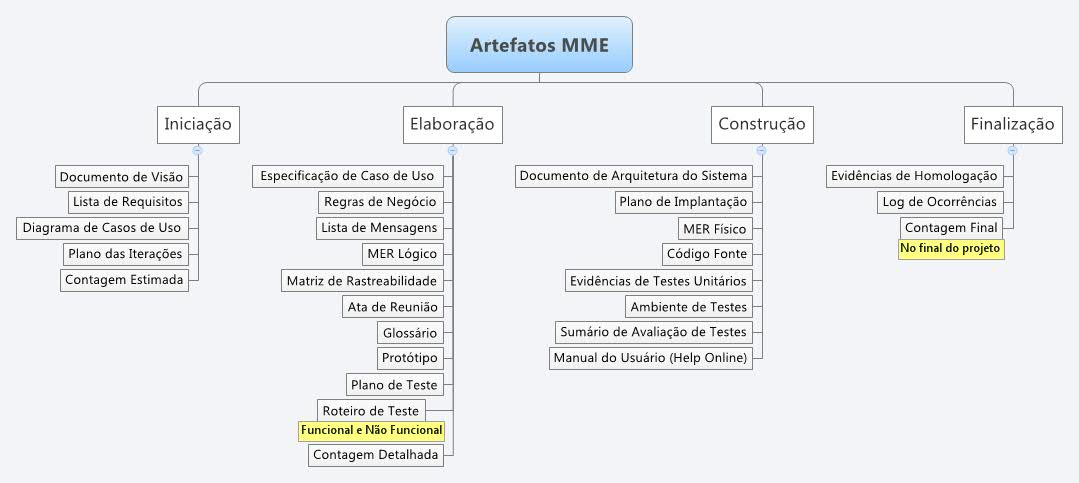 Artefatos MME
Iniciação
Documento de Visão
Lista de Requisitos
Diagrama de Casos de Uso
Plano das Iterações
Contagem Estimada
Elaboração
Especificação de Caso de Uso
Regras de Negócio
Lista de Mensagens
MER Lógico
Matriz de Rastreabilidade
Ata de Reunião
Glossário
Protótipo
Plano de Teste
Roteiro de Teste
Funcional e Não Funcional
Contagem Detalhada
Construção
Documento de Arquitetura do Sistema
Plano de Implantação
MER Físico
Código Fonte
Evidências de Testes Unitários
Ambiente de Testes
Sumário de Avaliação de Testes
Manual do Usuário (Help Online)
Finalização
Evidências de Homologação
Log de Ocorrências
Contagem Final
No final do projeto